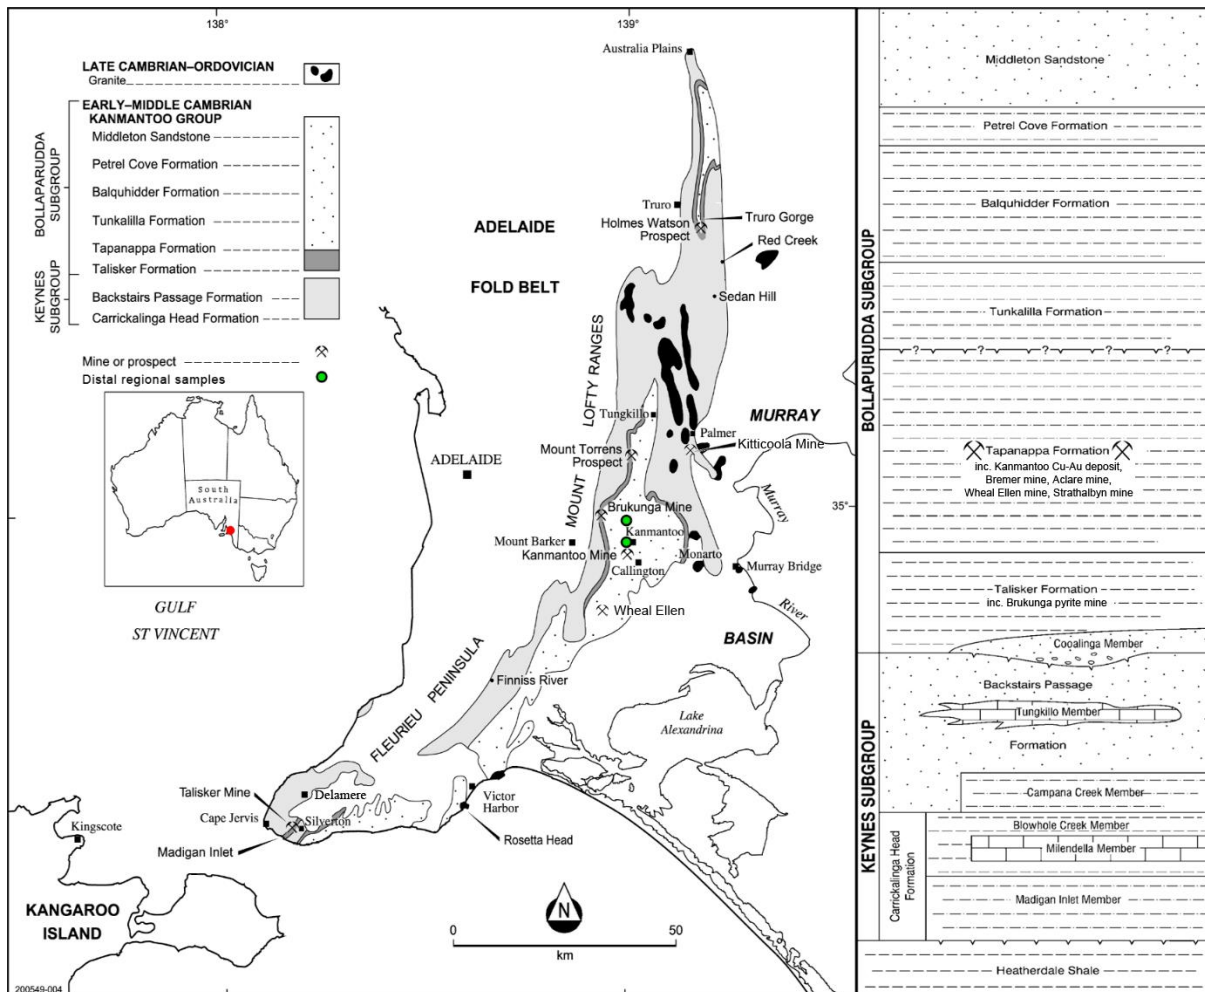 138°
139°
LATE CAMBRIAN–ORDOVICIAN
Granite
EARLY–MIDDLE CAMBRIAN
KANMANTOO GROUP
Middleton Sandstone
Petrel Cove Formation
Balquhidder Formation
Tunkalilla Formation
Tapanappa Formation
Talisker Formation
Backstairs Passage Formation
Carrickalinga Head Formation
BOLLAPARUDDA
SUBGROUP
KEYNES
SUBGROUP
Mine or prospect
Distal regional samples
South
Australia
GULF
ST VINCENT
Australia Plains
ADELAIDE
FOLD BELT
Truro
Truro Gorge
Holmes Watson
Prospect
Red Creek
Sedan Hill
MOUNT LOFTY RANGES
Tungkillo
MURRAY
Palmer
Kitticoola Mine
Mount Torrens
Prospect
ADELAIDE
Murray
35°
Brukunga Mine
Kanmantoo
Mount Barker
Kanmantoo Mine
Monarto
Callington
Murray Bridge
River
Wheal Ellen
BASIN
FLEURIEU PENINSULA
Finniss River
Lake
Alexandrina
Talisker Mine
Delamere
Cape Jervis
Silverton
Victor
Harbor
Kingscote
Madigan Inlet
Rosetta Head
KANGAROO
ISLAND
N
0
50
km
200549-004
BOLLAPURUDDA SUBGROUP
KEYNES SUBGROUP
Middleton Sandstone
Petrel Cove Formation
Balquhidder Formation
Tunkalilla Formation
? ? ? ? ?
Tapanappa Formation
inc. Kanmantoo Cu-Au deposit,
Bremer mine, Aclare mine,
Wheal Ellen mine, Strathalbyn mine
Talisker Formation
inc. Brukunga pyrite mine
Cooalinga Member
Backstairs Passage
Tungkillo Member
Formation
Campana Creek Member
Carrickalinga Head
Formation
Blowhole Creek Member
Milendella Member
Madigan Inlet Member
Heatherdale Shale